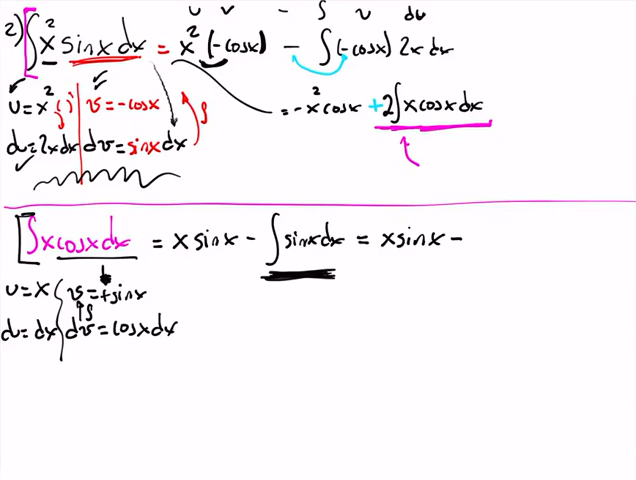 u v - ∫ v du
2) ∫ x² sinx dx = x² (-cosx) - ∫ (-cosx) 2x dx
u = x² ( )' v = -cosx ∫ = -x² cosx + 2∫ x cosx dx
du = 2x dx dv = sinx dx
∫ x cosx dx = x sinx - ∫ sinx dx = x sinx -
u = x v = +sinx
du = dx dv = cosx dx ∫